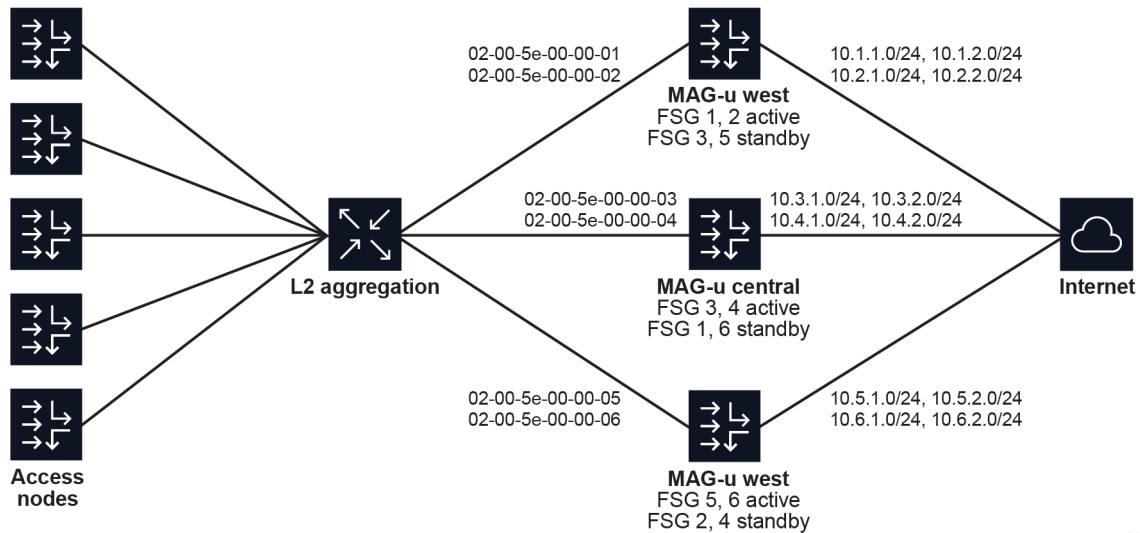 02-00-5e-00-00-01
02-00-5e-00-00-02
MAG-u west
FSG 1, 2 active
FSG 3, 5 standby
10.1.1.0/24, 10.1.2.0/24
10.2.1.0/24, 10.2.2.0/24
L2 aggregation
02-00-5e-00-00-03
02-00-5e-00-00-04
MAG-u central
FSG 3, 4 active
FSG 1, 6 standby
10.3.1.0/24, 10.3.2.0/24
10.4.1.0/24, 10.4.2.0/24
Internet
02-00-5e-00-00-05
02-00-5e-00-00-06
MAG-u west
FSG 5, 6 active
FSG 2, 4 standby
10.5.1.0/24, 10.5.2.0/24
10.6.1.0/24, 10.6.2.0/24
Access
nodes